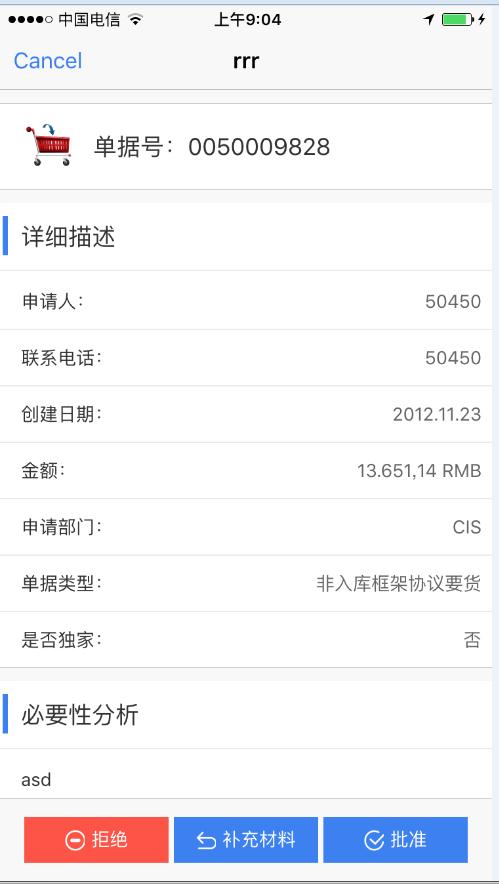 中国电信 上午9:04
Cancel rrr
单据号：0050009828
详细描述
申请人： 50450
联系电话： 50450
创建日期： 2012.11.23
金额： 13.651,14 RMB
申请部门： CIS
单据类型： 非入库框架协议要货
是否独家： 否
必要性分析
asd
拒绝 补充材料 批准